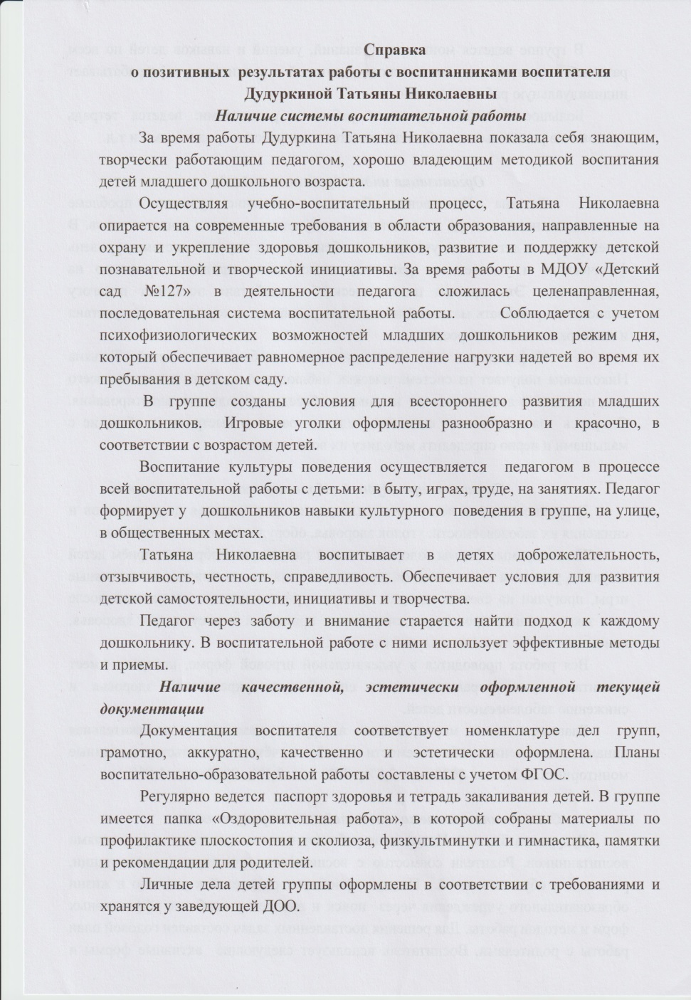 Справка
о позитивных результатах работы с воспитанниками воспитателя
Дудуркиной Татьяны Николаевны
Наличие системы воспитательной работы
За время работы Дудуркина Татьяна Николаевна показала себя знающим,
творчески работающим педагогом, хорошо владеющим методикой воспитания
детей младшего дошкольного возраста.
Осуществляя учебно-воспитательный процесс, Татьяна Николаевна
опирается на современные требования в области образования, направленные на
охрану и укрепление здоровья дошкольников, развитие и поддержку детской
познавательной и творческой инициативы. За время работы в МДОУ «Детский
сад №127» в деятельности педагога сложилась целенаправленная,
последовательная система воспитательной работы. Соблюдается с учетом
психофизиологических возможностей младших дошкольников режим дня,
который обеспечивает равномерное распределение нагрузки надетей во время их
пребывания в детском саду.
В группе созданы условия для всестороннего развития младших
дошкольников. Игровые уголки оформлены разнообразно и красочно, в
соответствии с возрастом детей.
Воспитание культуры поведения осуществляется педагогом в процессе
всей воспитательной работы с детьми: в быту, играх, труде, на занятиях. Педагог
формирует у дошкольников навыки культурного поведения в группе, на улице,
в общественных местах.
Татьяна Николаевна воспитывает в детях доброжелательность,
отзывчивость, честность, справедливость. Обеспечивает условия для развития
детской самостоятельности, инициативы и творчества.
Педагог через заботу и внимание старается найти подход к каждому
дошкольнику. В воспитательной работе с ними использует эффективные методы
и приемы.
Наличие качественной, эстетически оформленной текущей
документации
Документация воспитателя соответствует номенклатуре дел групп,
грамотно, аккуратно, качественно и эстетически оформлена. Планы
воспитательно-образовательной работы составлены с учетом ФГОС.
Регулярно ведется паспорт здоровья и тетрадь закаливания детей. В группе
имеется папка «Оздоровительная работа», в которой собраны материалы по
профилактике плоскостопия и сколиоза, физкультминутки и гимнастика, памятки
и рекомендации для родителей.
Личные дела детей группы оформлены в соответствии с требованиями и
хранятся у заведующей ДОО.